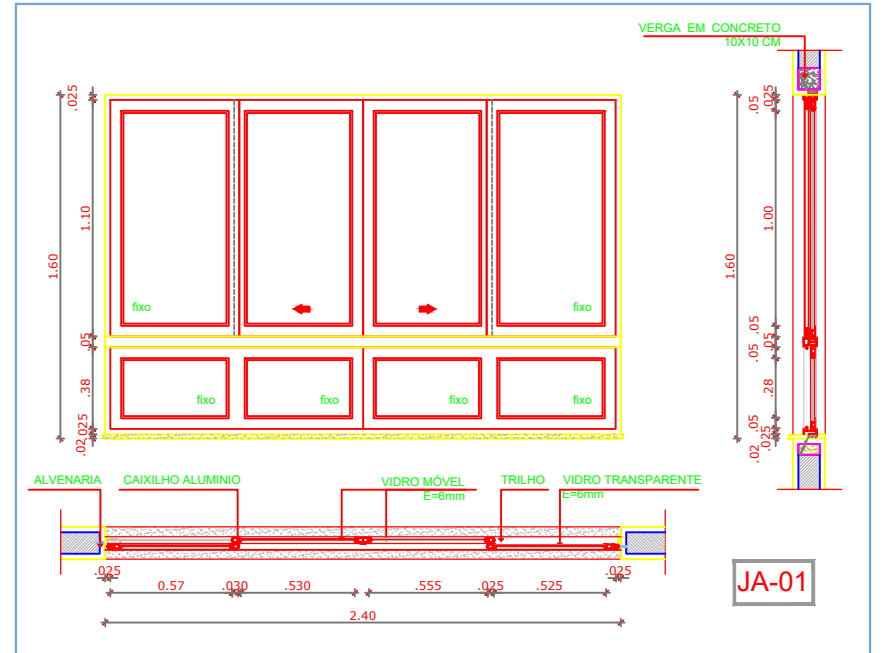 VERGA EM CONCRETO
10X10 CM
.025
1.10
1.60
.05
.38
.025
.02
fixo
fixo
fixo
fixo
fixo
fixo
.05
.025
1.00
1.60
.05
.05
.05
.28
.05
.025
.02
ALVENARIA
CAIXILHO ALUMINIO
VIDRO MÓVEL
E=6mm
TRILHO
VIDRO TRANSPARENTE
E=6mm
.025
0.57
.030
.530
.555
.025
.525
.025
2.40
JA-01